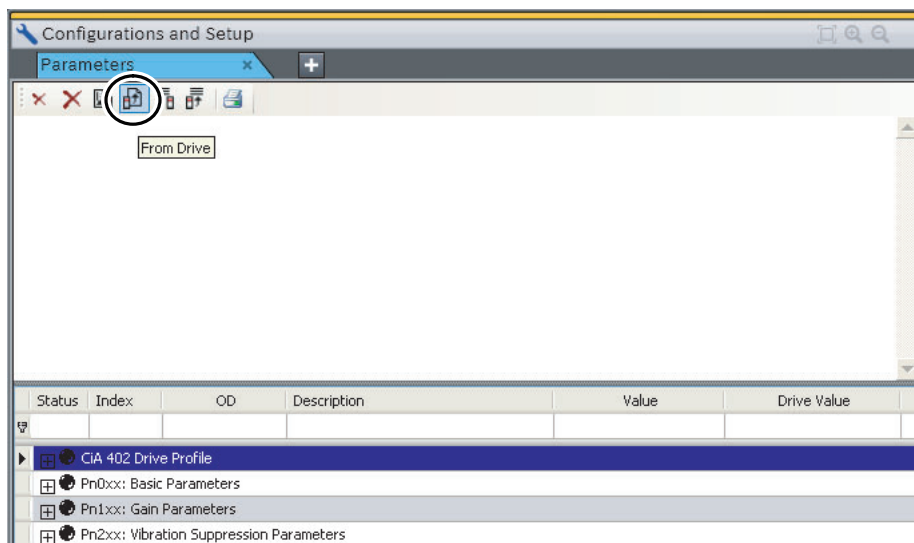 Configurations and Setup
Parameters
From Drive
Status Index OD Description Value Drive Value
CiA 402 Drive Profile
Pn0xx: Basic Parameters
Pn1xx: Gain Parameters
Pn2xx: Vibration Suppression Parameters